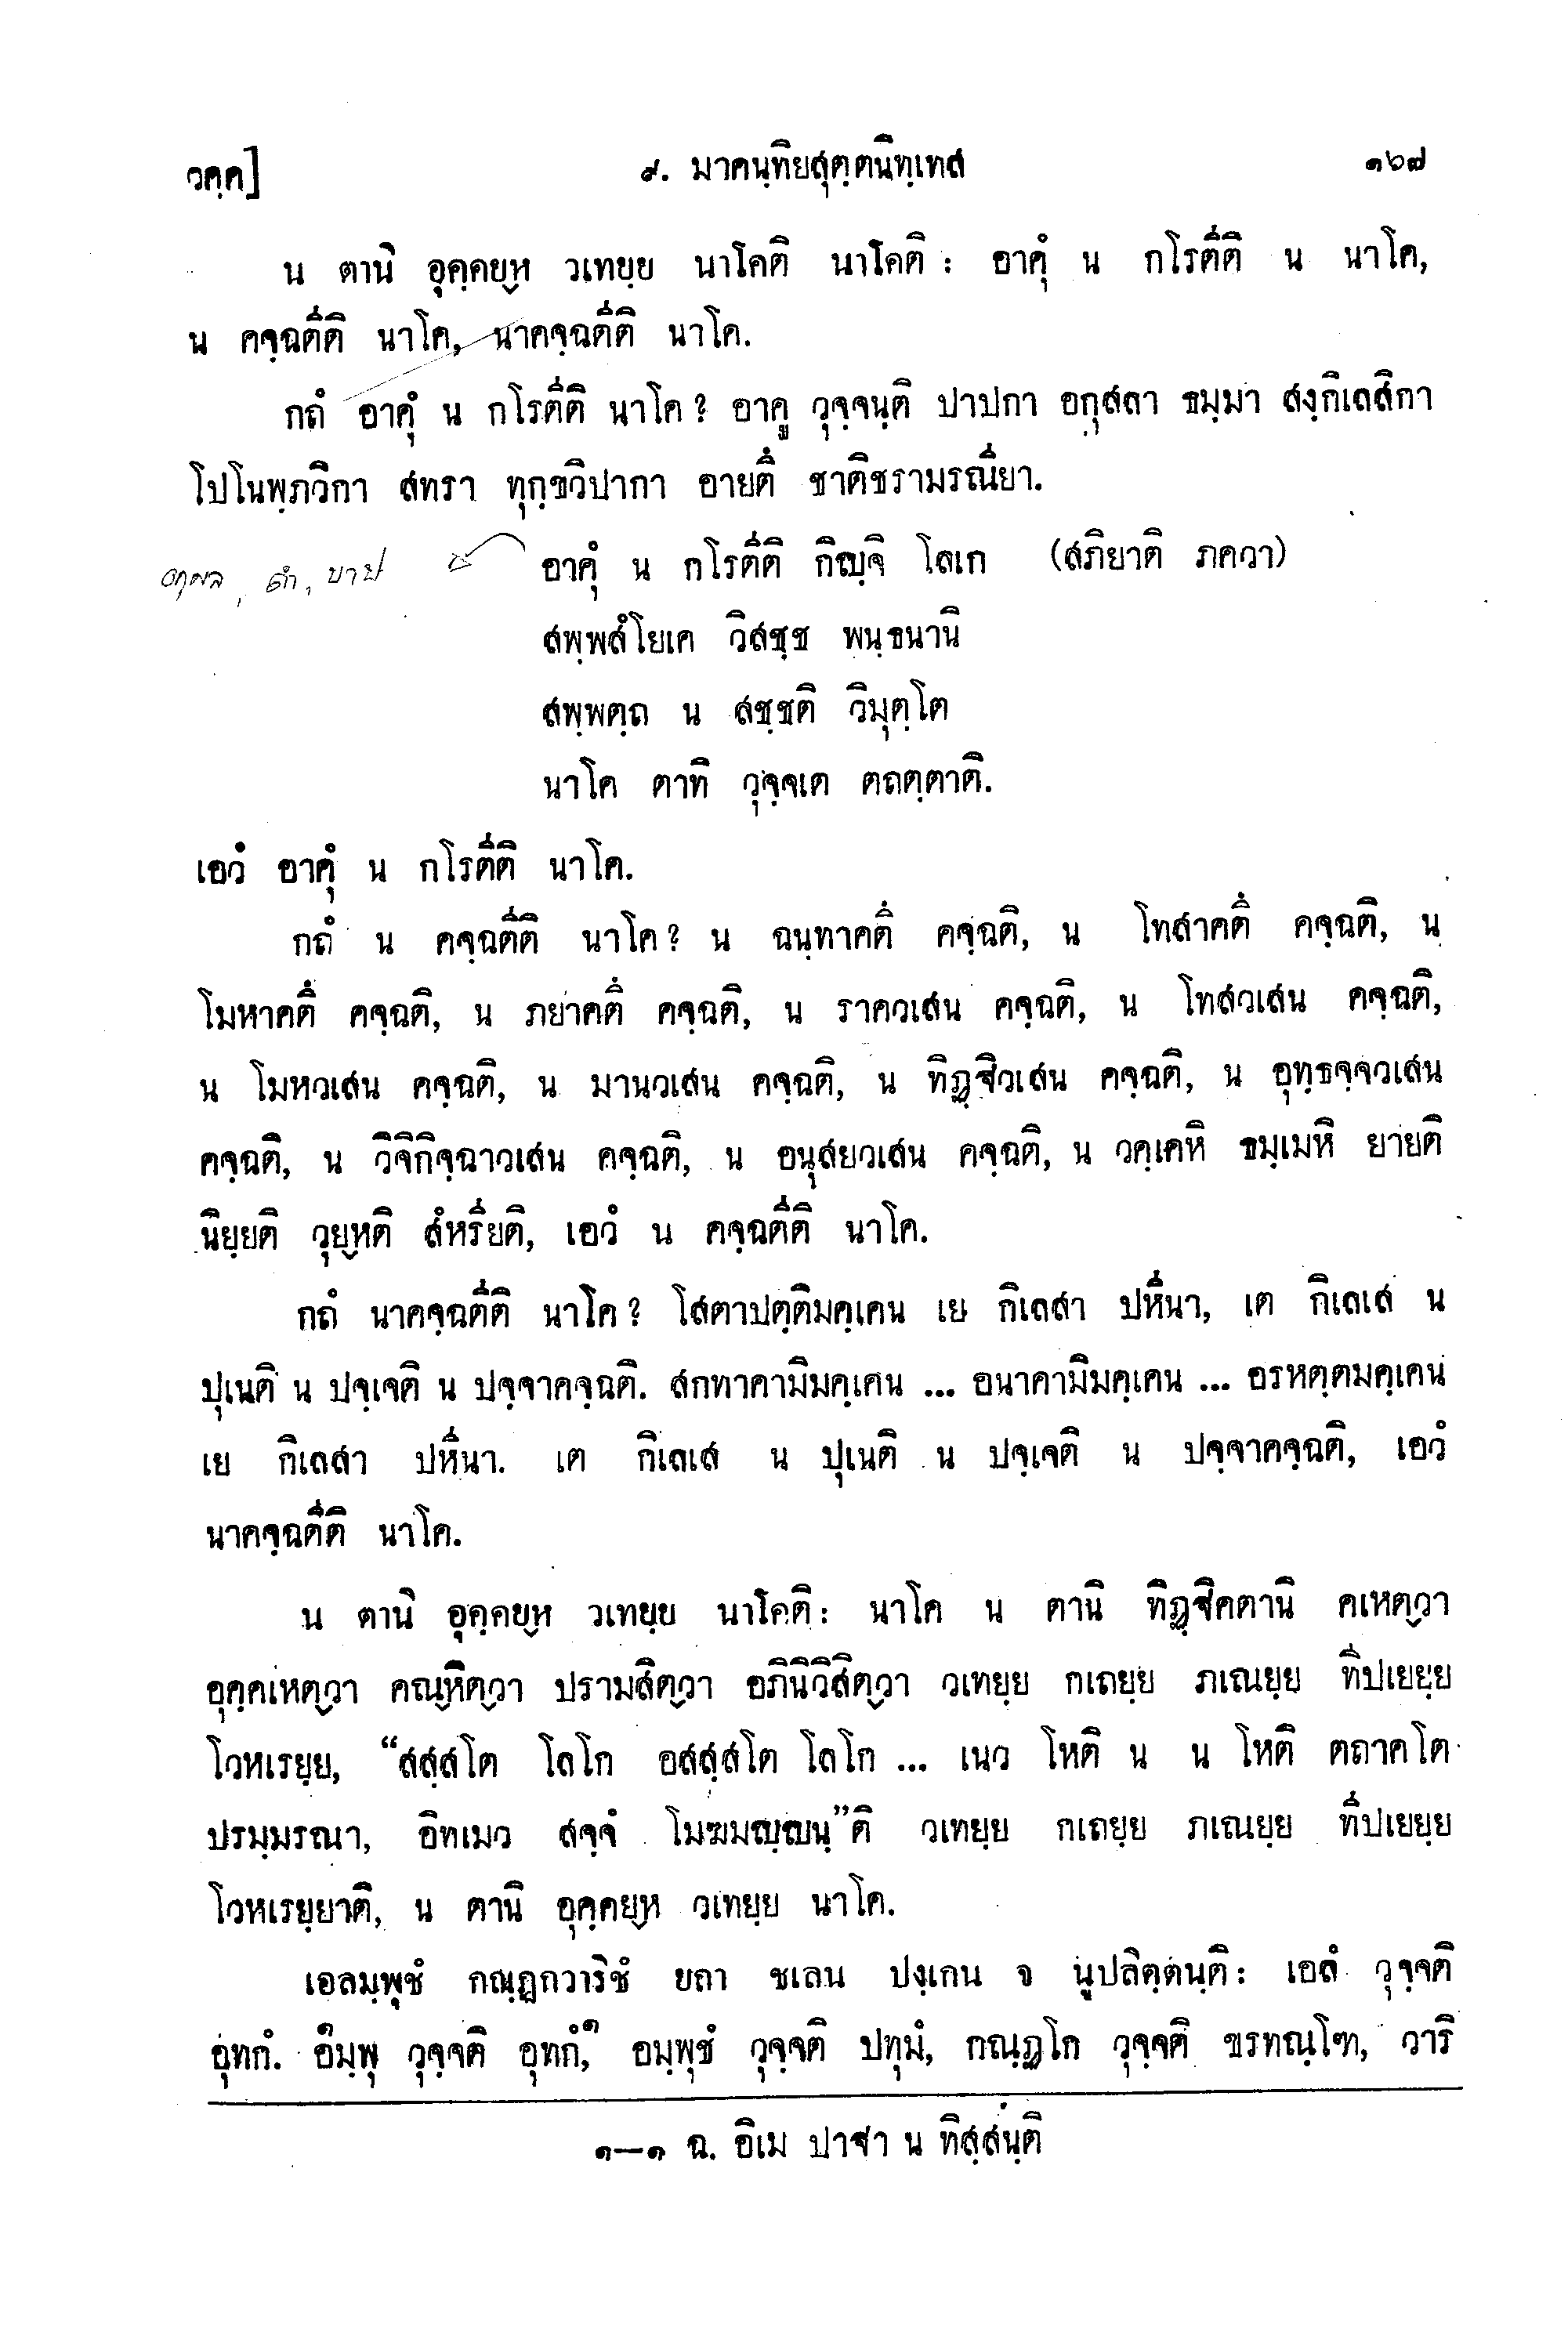 วคฺค] ๙. มาคนฺทิยสุตฺตนิทฺเทส ๑๖๗
น ตานิ อุคฺคยฺห วเทยฺย นาโคติ นาโคติ : อาคุํ น กโรตีติ น นาโค,
น คจฺฉตีติ นาโค, นาคจฺฉตีติ นาโค.
กถํ อาคุํ น กโรตีติ นาโค? อาคู วุจฺจนฺติ ปาปกา อกุสลา ธมฺมา สงฺกิเลสิกา
โปโนพฺภวิกา สทรา ทุกฺขวิปากา อายตึ ชาติชรามรณียา.
อกุศล, ดำ, บาป
อาคุํ น กโรตีติ กิญฺจิ โลเก (สภิยาติ ภควา)
สพฺพสํโยเค วิสชฺช พนฺธนานิ
สพฺพตฺถ น สชฺชติ วิมุตฺโต
นาโค ตาทิ วุจฺจเต ตถตฺตาติ.
เอวํ อาคุํ น กโรตีติ นาโค.
กถํ น คจฺฉตีติ นาโค? น ฉนฺทาคตึ คจฺฉติ, น โทสาคตึ คจฺฉติ, น
โมหาคตึ คจฺฉติ, น ภยาคตึ คจฺฉติ, น ราควเสน คจฺฉติ, น โทสวเสน คจฺฉติ,
น โมหวเสน คจฺฉติ, น มานวเสน คจฺฉติ, น ทิฏฺฐิวเสน คจฺฉติ, น อุทฺธจฺจวเสน
คจฺฉติ, น วิจิกิจฺฉาวเสน คจฺฉติ, น อนุสยวเสน คจฺฉติ, น วคฺเคหิ ธมฺเมหิ ยายติ
นิยฺยติ วุยฺหติ สํหรียติ, เอวํ น คจฺฉตีติ นาโค.
กถํ นาคจฺฉตีติ นาโค? โสตาปตฺติมคฺเคน เย กิเลสา ปหีนา, เต กิเลเส น
ปุเนติ น ปจฺเจติ น ปจฺจาคจฺฉติ. สกทาคามิมคฺเคน ... อนาคามิมคฺเคน ... อรหตฺตมคฺเคน
เย กิเลสา ปหีนา. เต กิเลเส น ปุเนติ น ปจฺเจติ น ปจฺจาคจฺฉติ, เอวํ
นาคจฺฉตีติ นาโค.
น ตานิ อุคฺคยฺห วเทยฺย นาโคติ: นาโค น ตานิ ทิฏฺฐิคตานิ คเหตฺวา
อุคฺคเหตฺวา คณฺหิตฺวา ปรามสิตฺวา อภินิวิสิตฺวา วเทยฺย กเถยฺย ภเณยฺย ทีปเยยฺย
โวหเรยฺย, “สสฺสโต โลโก อสสฺสโต โลโก ... เนว โหติ น น โหติ ตถาคโต
ปรมฺมรณา, อิทเมว สจฺจํ โมฆมญฺญนฺ”ติ วเทยฺย กเถยฺย ภเณยฺย ทีปเยยฺย
โวหเรยฺยาติ, น ตานิ อุคฺคยฺห วเทยฺย นาโค.
เอลมฺพุชํ กณฺฏกวาริชํ ยถา ชเลน ปงฺเกน จ นูปลิตฺตนฺติ: เอลํ วุจฺจติ
อุทกํ. ๑อมฺพุ วุจฺจติ อุทกํ,๑ อมฺพุชํ วุจฺจติ ปทุมํ, กณฺฏโก วุจฺจติ ขรทณฺโฑ, วาริ
๑—๑ ฉ. อิเม ปาฐา น ทิสฺสนฺติ